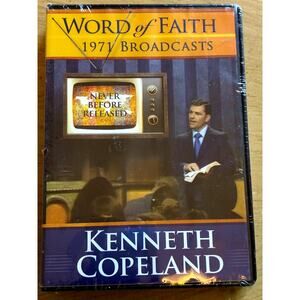 WORD of FAITH
1971 BROADCASTS
NEVER
BEFORE
RELEASED
KENNETH
COPELAND